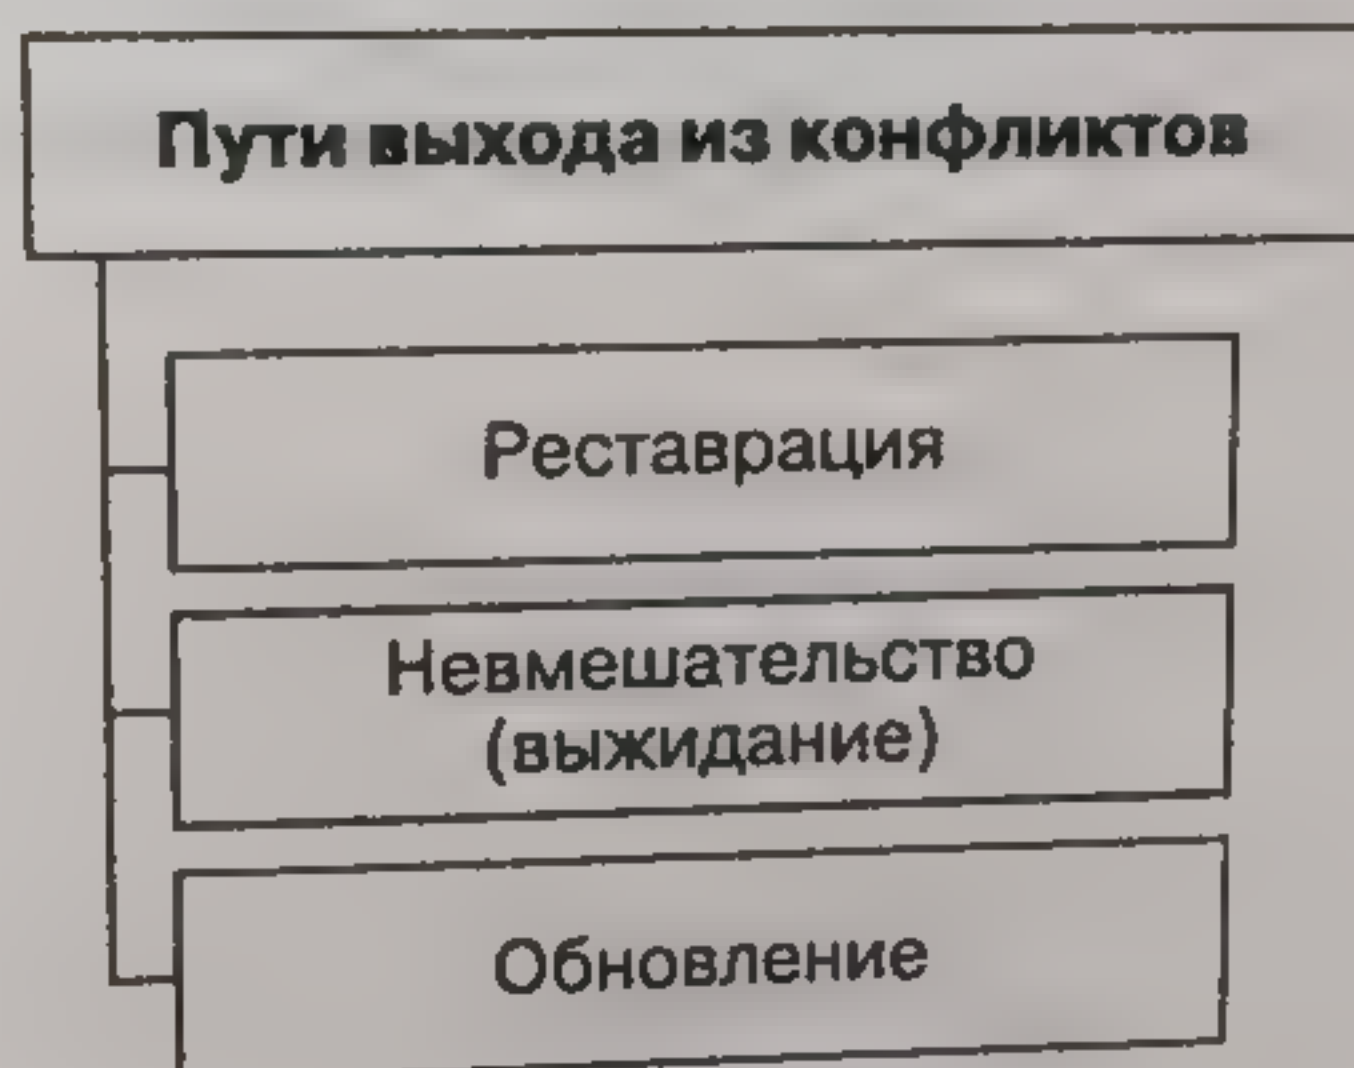 Пути выхода из конфликтов
Реставрация
Невмешательство
(выжидание)
Обновление